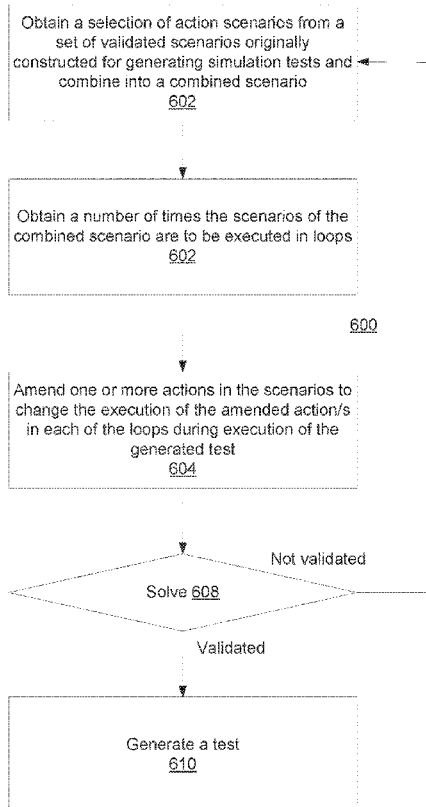 Obtain a selection of action scenarios from a
set of validated scenarios originally
constructed for generating simulation tests and
combine into a combined scenario
602
Obtain a number of times the scenarios of the
combined scenario are to be executed in loops
602
600
Amend one or more actions in the scenarios to
change the execution of the amended action/s
in each of the loops during execution of the
generated test
604
Not validated
Solve 608
Validated
Generate a test
610